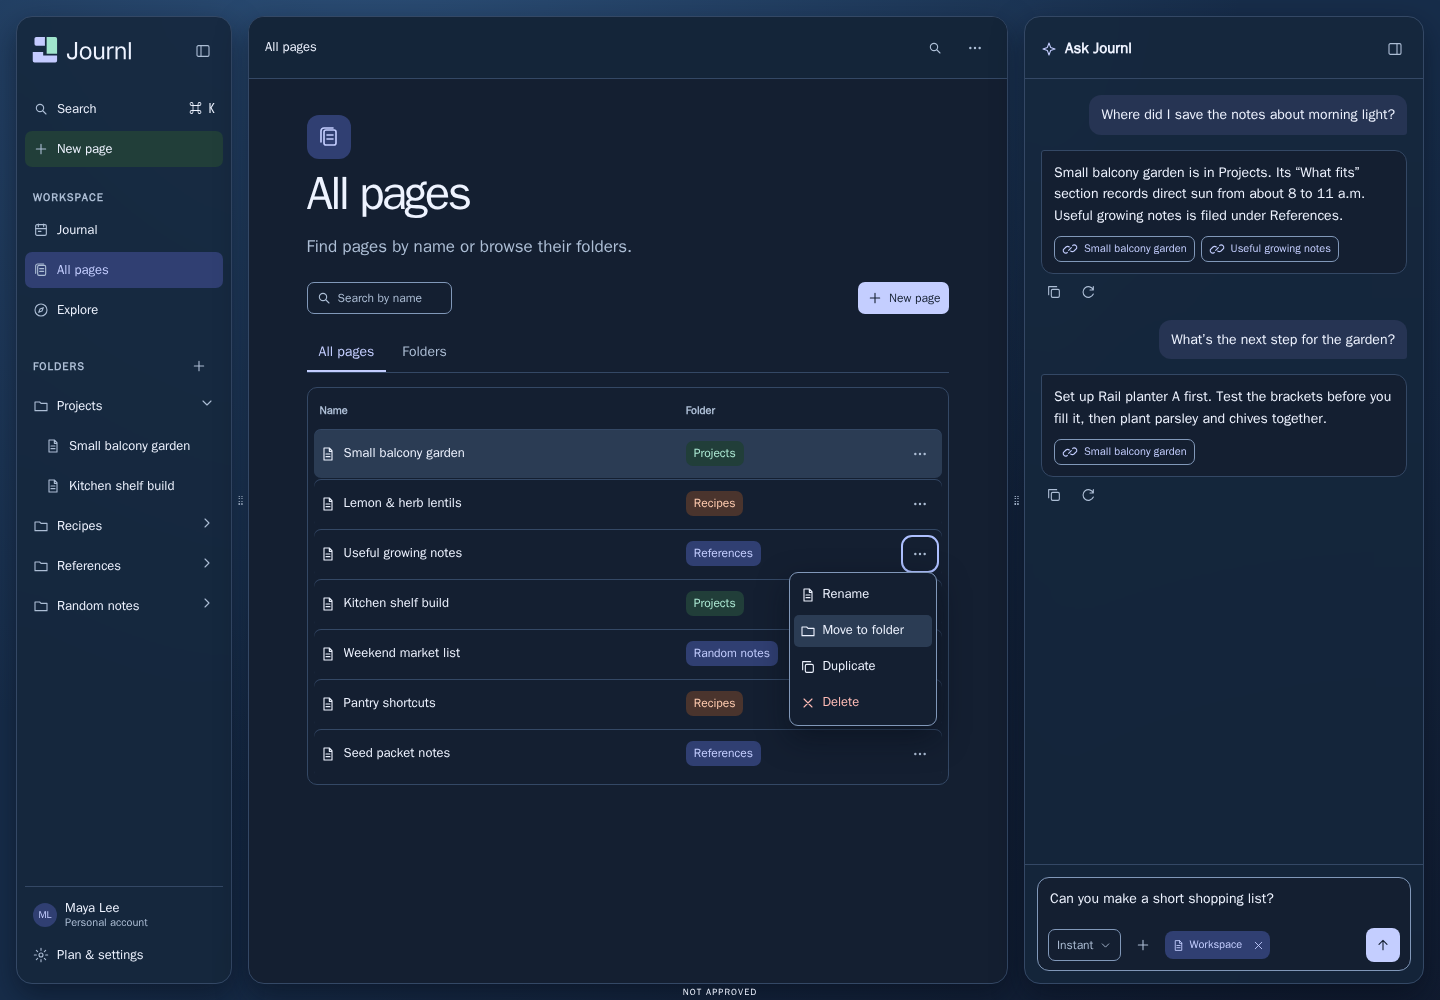 Journl
Search ⌘ K
New page
WORKSPACE
Journal
All pages
Explore
FOLDERS
Projects
Small balcony garden
Kitchen shelf build
Recipes
References
Random notes
ML
Maya Lee
Personal account
Plan & settings
All pages
All pages
Find pages by name or browse their folders.
Search by name
New page
All pages Folders
Name Folder
Small balcony garden Projects
Lemon & herb lentils Recipes
Useful growing notes References
Kitchen shelf build Projects
Weekend market list Random notes
Pantry shortcuts Recipes
Seed packet notes References
Rename
Move to folder
Duplicate
Delete
Ask Journl
Where did I save the notes about morning light?
Small balcony garden is in Projects. Its “What fits”
section records direct sun from about 8 to 11 a.m.
Useful growing notes is filed under References.
Small balcony garden Useful growing notes
What’s the next step for the garden?
Set up Rail planter A first. Test the brackets before you
fill it, then plant parsley and chives together.
Small balcony garden
Can you make a short shopping list?
Instant Workspace
NOT APPROVED